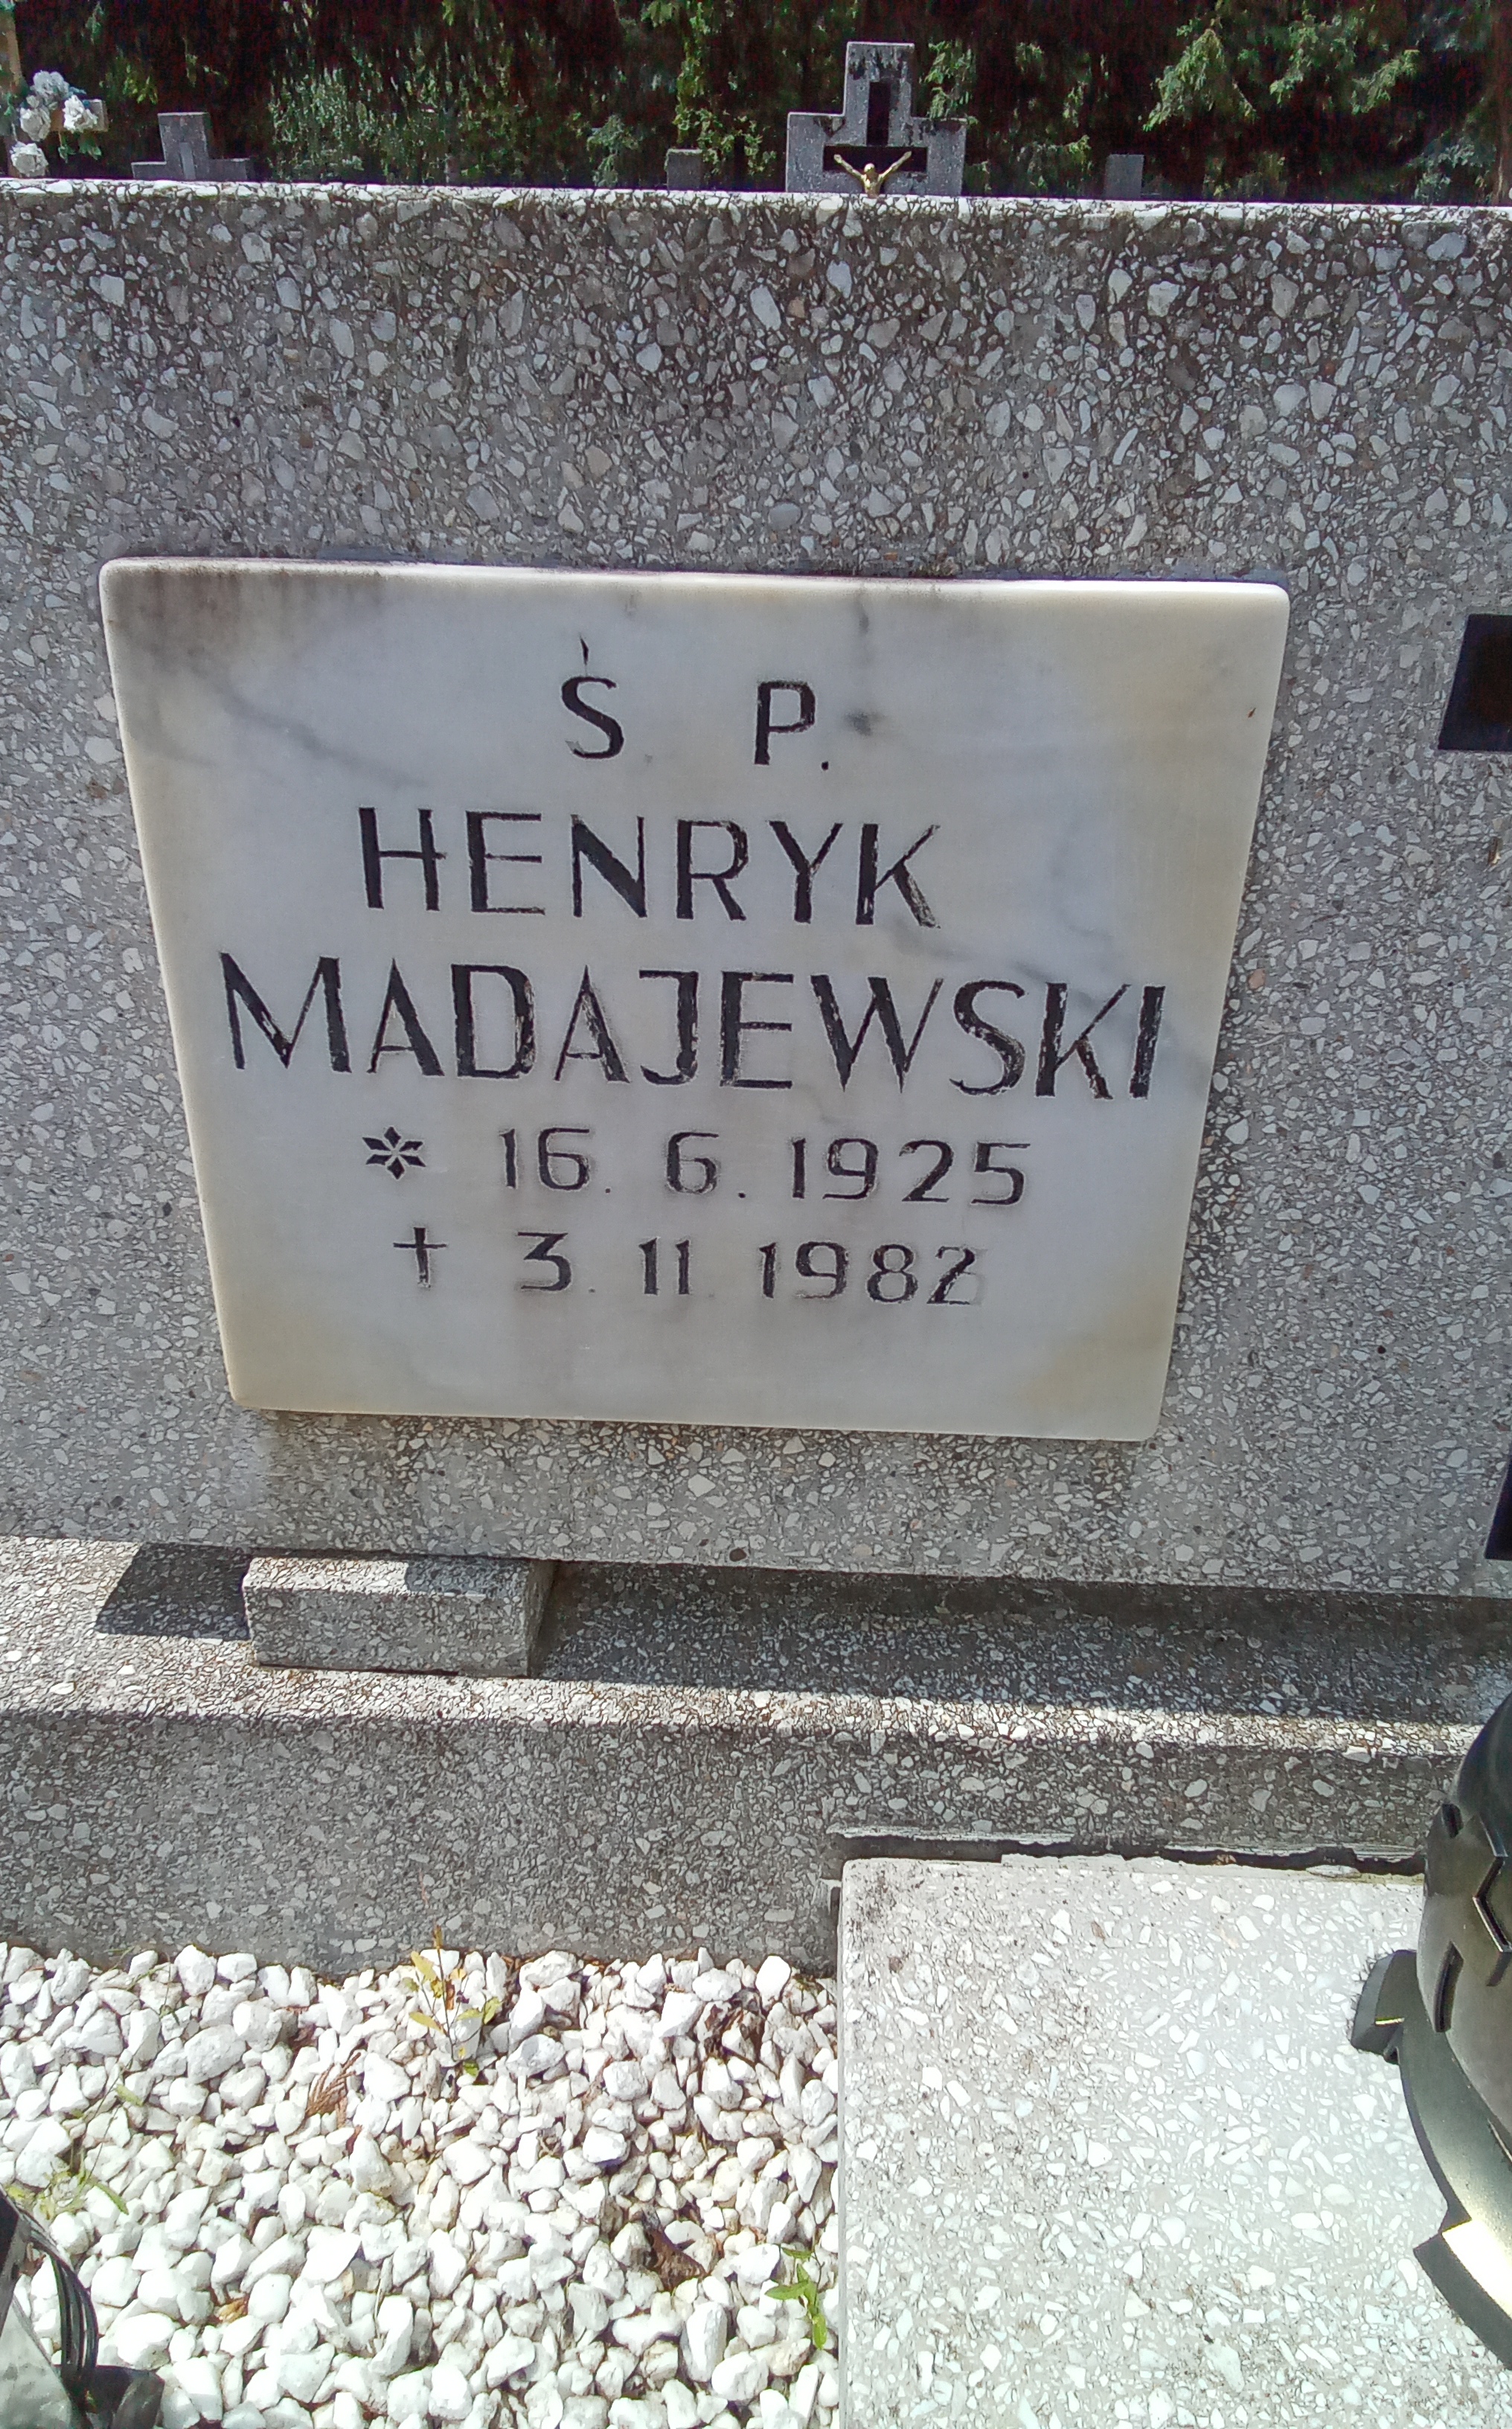 Ś P.
HENRYK
MADAJEWSKI
* 16. 6. 1925
† 3. 11 1982